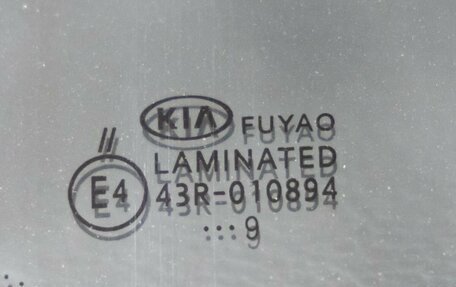 KIA FUYAO
//
LAMINATED
E4 43R-010894
...9